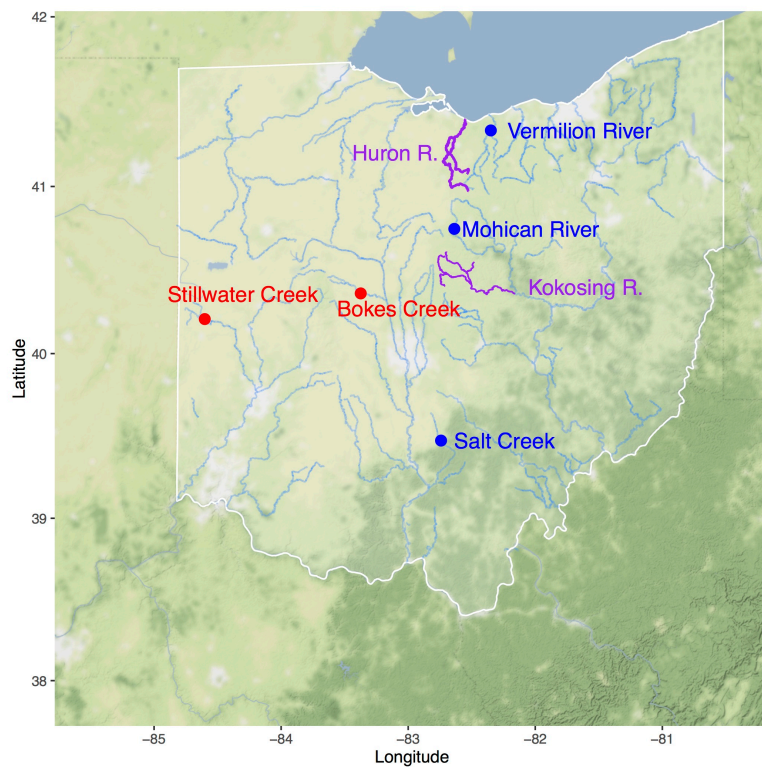 42
Vermilion River
Huron R.
41
Mohican River
Kokosing R.
Stillwater Creek
Bokes Creek
40
Latitude
Salt Creek
39
38
−85
−84
−83
−82
−81
Longitude